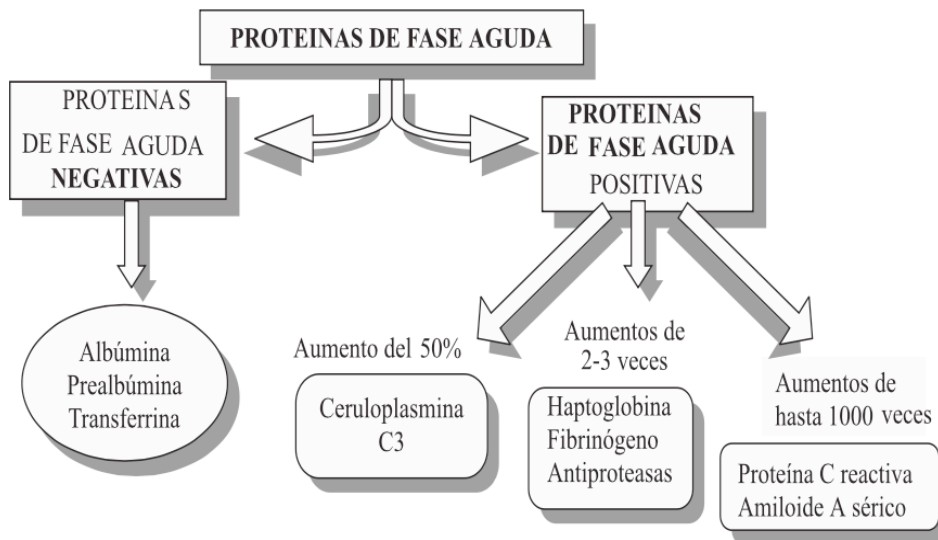 PROTEINAS DE FASE AGUDA
PROTEINAS
DE FASE AGUDA
NEGATIVAS
PROTEINAS
DE FASE AGUDA
POSITIVAS
Albúmina
Prealbúmina
Transferrina
Aumento del 50%
Ceruloplasmina
C3
Aumentos de
2-3 veces
Haptoglobina
Fibrinógeno
Antiproteasas
Aumentos de
hasta 1000 veces
Proteína C reactiva
Amiloide A sérico